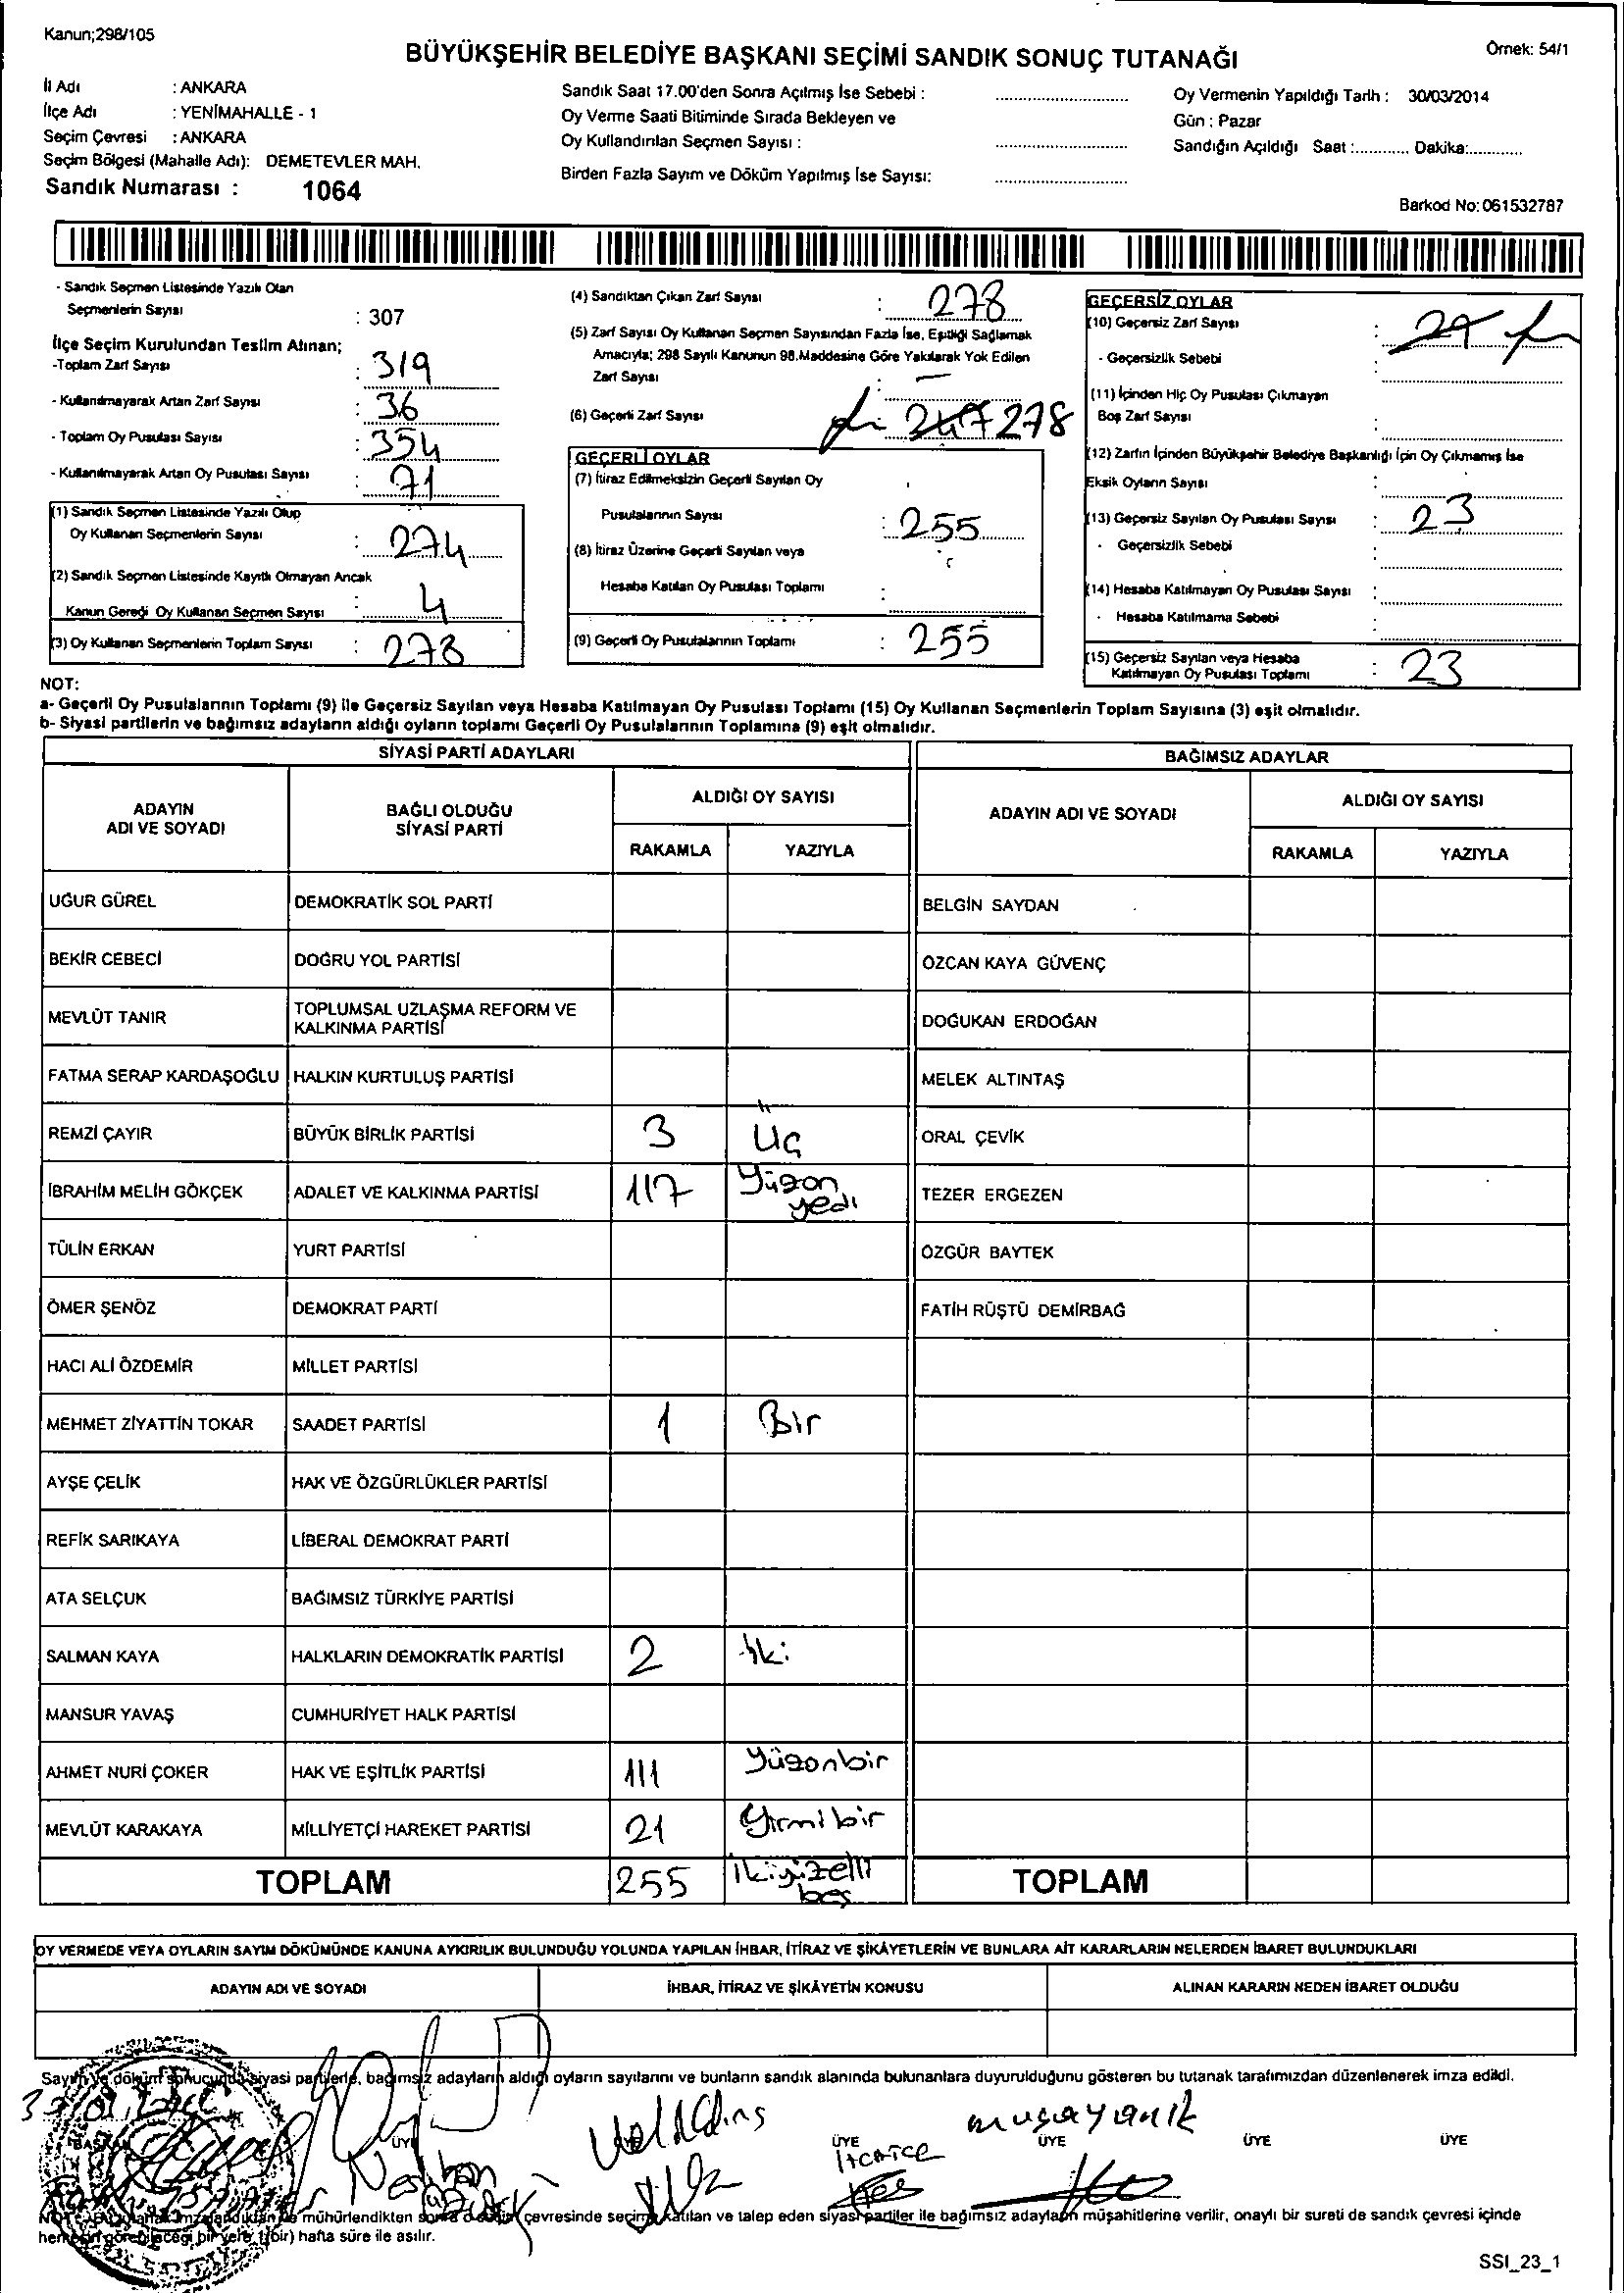 Kanun;298/105
BÜYÜKŞEHİR BELEDİYE BAŞKANI SEÇİMİ SANDIK SONUÇ TUTANAĞI
Örnek: 54/1
İl Adı : ANKARA
İlçe Adı : YENİMAHALLE - 1
Seçim Çevresi : ANKARA
Seçim Bölgesi (Mahalle Adı): DEMETEVLER MAH.
Sandık Numarası : 1064
Sandık Saat 17.00'den Sonra Açılmış İse Sebebi :
Oy Verme Saati Bitiminde Sırada Bekleyen ve
Oy Kullandırılan Seçmen Sayısı :
Birden Fazla Sayım ve Döküm Yapılmış İse Sayısı:
Oy Vermenin Yapıldığı Tarih : 30/03/2014
Gün : Pazar
Sandığın Açıldığı Saat :............ Dakika:............
Barkod No: 061532787
- Sandık Seçmen Listesinde Yazılı Olan
Seçmenlerin Sayısı : 307
İlçe Seçim Kurulundan Teslim Alınan;
-Toplam Zarf Sayısı : 319
- Kullanılmayarak Artan Zarf Sayısı : 36
- Toplam Oy Pusulası Sayısı : 354
- Kullanılmayarak Artan Oy Pusulası Sayısı : 71
(1) Sandık Seçmen Listesinde Yazılı Olup
Oy Kullanan Seçmenlerin Sayısı : 274
(2) Sandık Seçmen Listesinde Kayıtlı Olmayan Ancak
Kanun Gereği Oy Kullanan Seçmen Sayısı : 4
(3) Oy Kullanan Seçmenlerin Toplam Sayısı : 278
(4) Sandıktan Çıkan Zarf Sayısı : 278
(5) Zarf Sayısı Oy Kullanan Seçmen Sayısından Fazla İse, Eşitliği Sağlamak
Amacıyla; 298 Sayılı Kanunun 98.Maddesine Göre Yakılarak Yok Edilen
Zarf Sayısı : —
(6) Geçerli Zarf Sayısı : 247 278
GEÇERLİ OYLAR
(7) İtiraz Edilmeksizin Geçerli Sayılan Oy
Pusulalarının Sayısı : 255
(8) İtiraz Üzerine Geçerli Sayılan veya
Hesaba Katılan Oy Pusulası Toplamı :
(9) Geçerli Oy Pusulalarının Toplamı : 255
GEÇERSİZ OYLAR
(10) Geçersiz Zarf Sayısı : 29
- Geçersizlik Sebebi :
(11) İçinden Hiç Oy Pusulası Çıkmayan
Boş Zarf Sayısı :
(12) Zarfın İçinden Büyükşehir Belediye Başkanlığı İçin Oy Çıkmamış İse
Eksik Oyların Sayısı :
(13) Geçersiz Sayılan Oy Pusulası Sayısı : 23
- Geçersizlik Sebebi
(14) Hesaba Katılmayan Oy Pusulası Sayısı :
- Hesaba Katılmama Sebebi :
(15) Geçersiz Sayılan veya Hesaba
Katılmayan Oy Pusulası Toplamı : 23
NOT:
a- Geçerli Oy Pusulalarının Toplamı (9) ile Geçersiz Sayılan veya Hesaba Katılmayan Oy Pusulası Toplamı (15) Oy Kullanan Seçmenlerin Toplam Sayısına (3) eşit olmalıdır.
b- Siyasi partilerin ve bağımsız adayların aldığı oyların toplamı Geçerli Oy Pusulalarının Toplamına (9) eşit olmalıdır.
SİYASİ PARTİ ADAYLARI
BAĞIMSIZ ADAYLAR
ADAYIN ADI VE SOYADI
BAĞLI OLDUĞU SİYASİ PARTİ
ALDIĞI OY SAYISI
RAKAMLA YAZIYLA
ADAYIN ADI VE SOYADI
ALDIĞI OY SAYISI
RAKAMLA YAZIYLA
UĞUR GÜREL DEMOKRATİK SOL PARTİ BELGİN SAYDAN
BEKİR CEBECİ DOĞRU YOL PARTİSİ ÖZCAN KAYA GÜVENÇ
MEVLÜT TANIR TOPLUMSAL UZLAŞMA REFORM VE KALKINMA PARTİSİ DOĞUKAN ERDOĞAN
FATMA SERAP KARDAŞOĞLU HALKIN KURTULUŞ PARTİSİ MELEK ALTINTAŞ
REMZİ ÇAYIR BÜYÜK BİRLİK PARTİSİ 3 Üç ORAL ÇEVİK
İBRAHİM MELİH GÖKÇEK ADALET VE KALKINMA PARTİSİ 117 Yüzon yedi TEZER ERGEZEN
TÜLİN ERKAN YURT PARTİSİ ÖZGÜR BAYTEK
ÖMER ŞENÖZ DEMOKRAT PARTİ FATİH RÜŞTÜ DEMİRBAĞ
HACI ALİ ÖZDEMİR MİLLET PARTİSİ
MEHMET ZİYATTİN TOKAR SAADET PARTİSİ 1 Bir
AYŞE ÇELİK HAK VE ÖZGÜRLÜKLER PARTİSİ
REFİK SARIKAYA LİBERAL DEMOKRAT PARTİ
ATA SELÇUK BAĞIMSIZ TÜRKİYE PARTİSİ
SALMAN KAYA HALKLARIN DEMOKRATİK PARTİSİ 2 iki
MANSUR YAVAŞ CUMHURİYET HALK PARTİSİ
AHMET NURİ ÇOKER HAK VE EŞİTLİK PARTİSİ 111 Yüzonbir
MEVLÜT KARAKAYA MİLLİYETÇİ HAREKET PARTİSİ 21 Yirmibir
TOPLAM 255 ikiyüzelli beş TOPLAM
OY VERMEDE VEYA OYLARIN SAYIM DÖKÜMÜNDE KANUNA AYKIRILIK BULUNDUĞU YOLUNDA YAPILAN İHBAR, İTİRAZ VE ŞİKÂYETLERİN VE BUNLARA AİT KARARLARIN NELERDEN İBARET BULUNDUKLARI
ADAYIN ADI VE SOYADI İHBAR, İTİRAZ VE ŞİKÂYETİN KONUSU ALINAN KARARIN NEDEN İBARET OLDUĞU
Sayım ve döküm sonucunda siyasi partilerle, bağımsız adayların aldığı oyların sayılarını ve bunların sandık alanında bulunanlara duyurulduğunu gösteren bu tutanak tarafımızdan düzenlenerek imza edildi.
BAŞKAN ÜYE ÜYE ÜYE ÜYE ÜYE
musa yanık
Hatice
Neslihan
NOT: Bu tutanak imzalandıktan ve mühürlendikten sonra o seçim çevresinde seçime katılan ve talep eden siyasi partiler ile bağımsız adayların müşahitlerine verilir, onaylı bir sureti de sandık çevresi içinde
herkesin görebileceği bir yere 1(bir) hafta süre ile asılır.
SSI_23_1